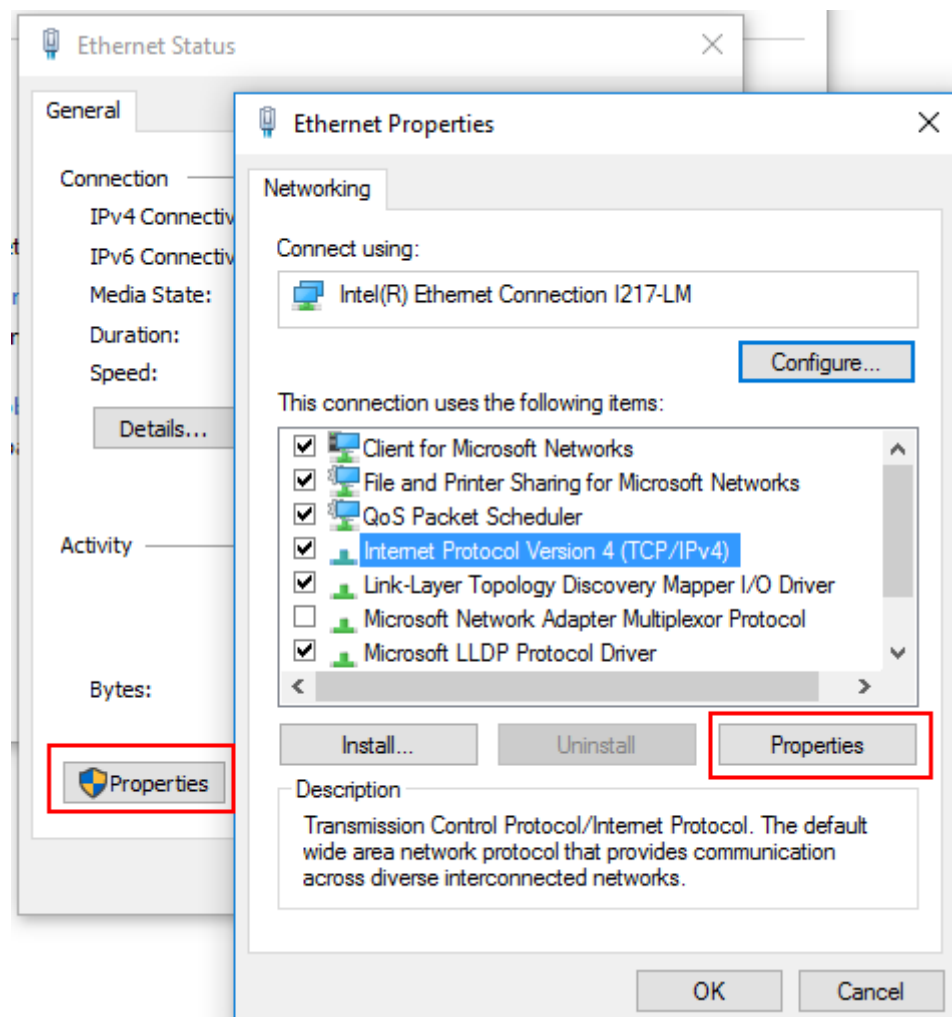 Ethernet Status
General
Connection
IPv4 Connectiv
IPv6 Connectiv
Media State:
Duration:
Speed:
Details...
Activity
Bytes:
Properties
Ethernet Properties
Networking
Connect using:
Intel(R) Ethernet Connection I217-LM
Configure...
This connection uses the following items:
Client for Microsoft Networks
File and Printer Sharing for Microsoft Networks
QoS Packet Scheduler
Internet Protocol Version 4 (TCP/IPv4)
Link-Layer Topology Discovery Mapper I/O Driver
Microsoft Network Adapter Multiplexor Protocol
Microsoft LLDP Protocol Driver
Install...
Uninstall
Properties
Description
Transmission Control Protocol/Internet Protocol. The default
wide area network protocol that provides communication
across diverse interconnected networks.
OK
Cancel